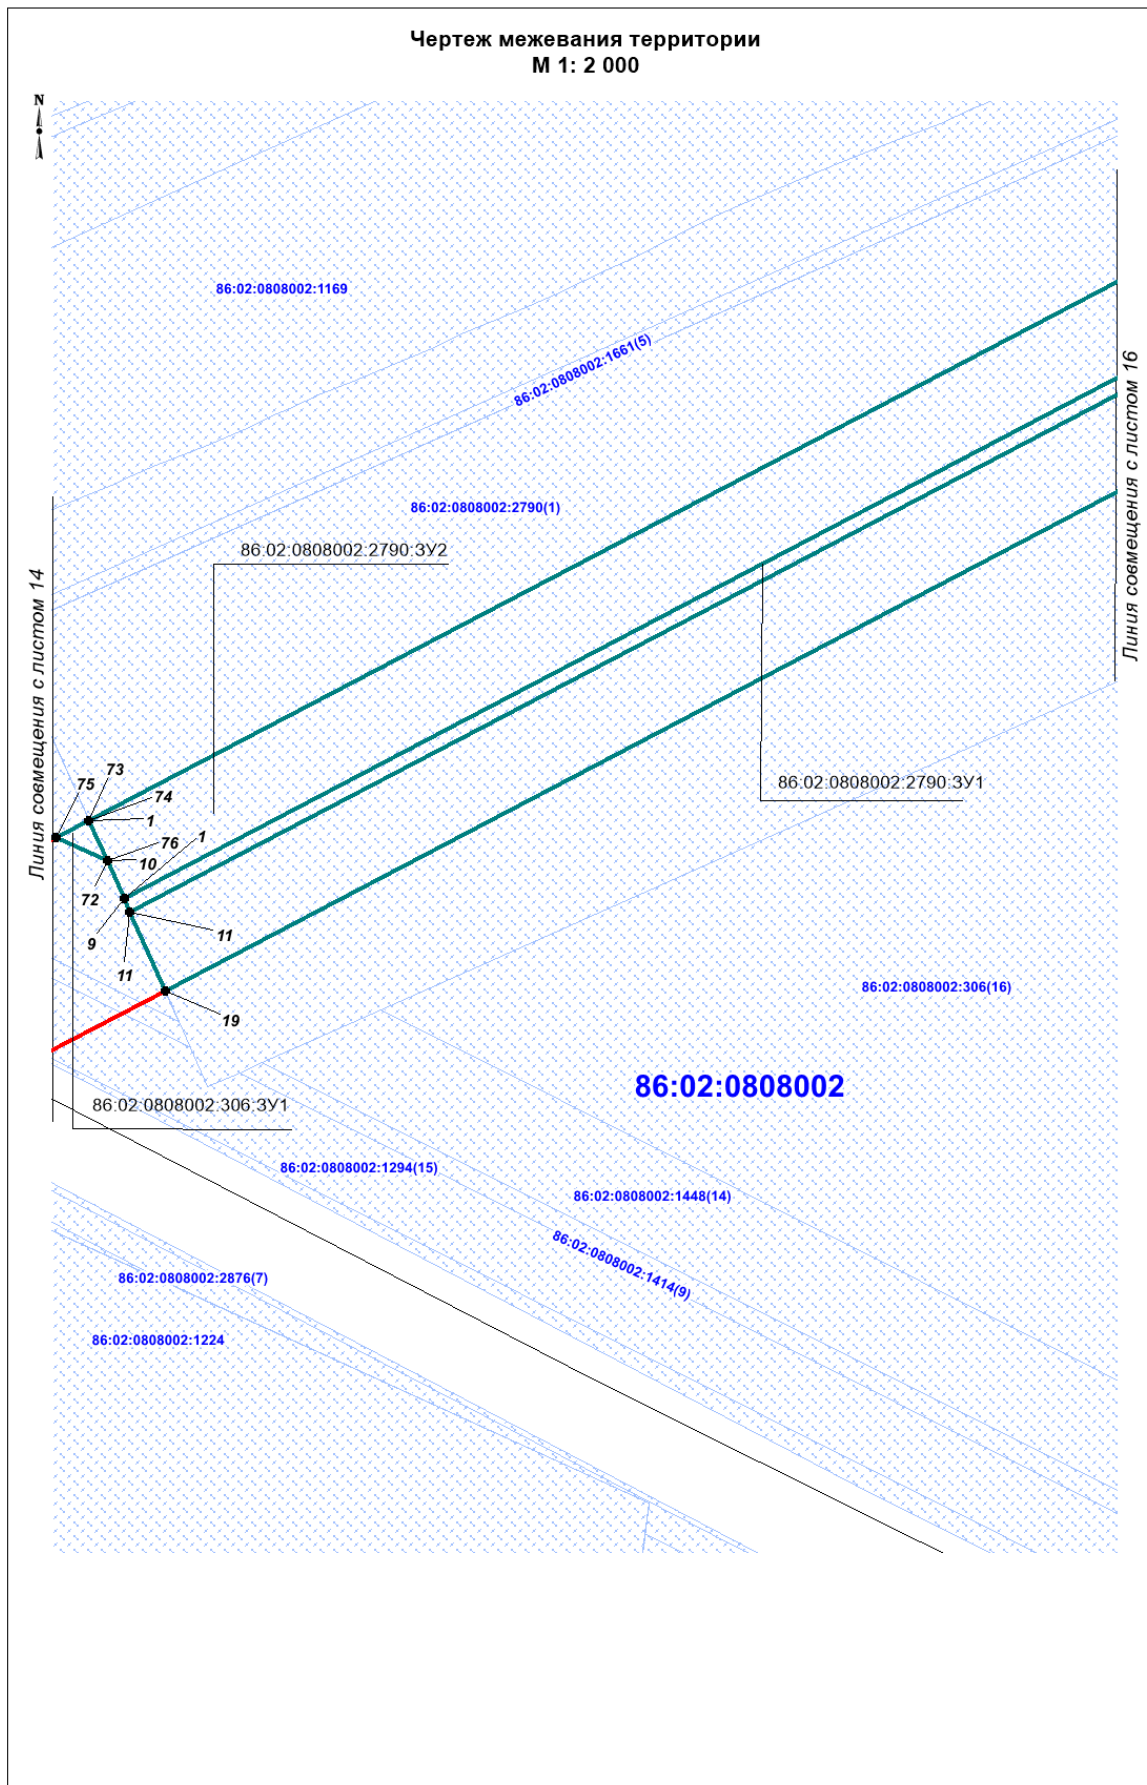 Чертеж межевания территории
М 1: 2 000
N
86:02:0808002:1169
86:02:0808002:1661(5)
Линия совмещения с листом 16
86:02:0808002:2790(1)
86:02:0808002:2790:ЗУ2
Линия совмещения с листом 14
73
75
86:02:0808002:2790:ЗУ1
74
1
1
76
10
72
9
11
11
86:02:0808002:306(16)
19
86:02:0808002
86:02:0808002:306:ЗУ1
86:02:0808002:1294(15)
86:02:0808002:1448(14)
86:02:0808002:1414(9)
86:02:0808002:2876(7)
86:02:0808002:1224